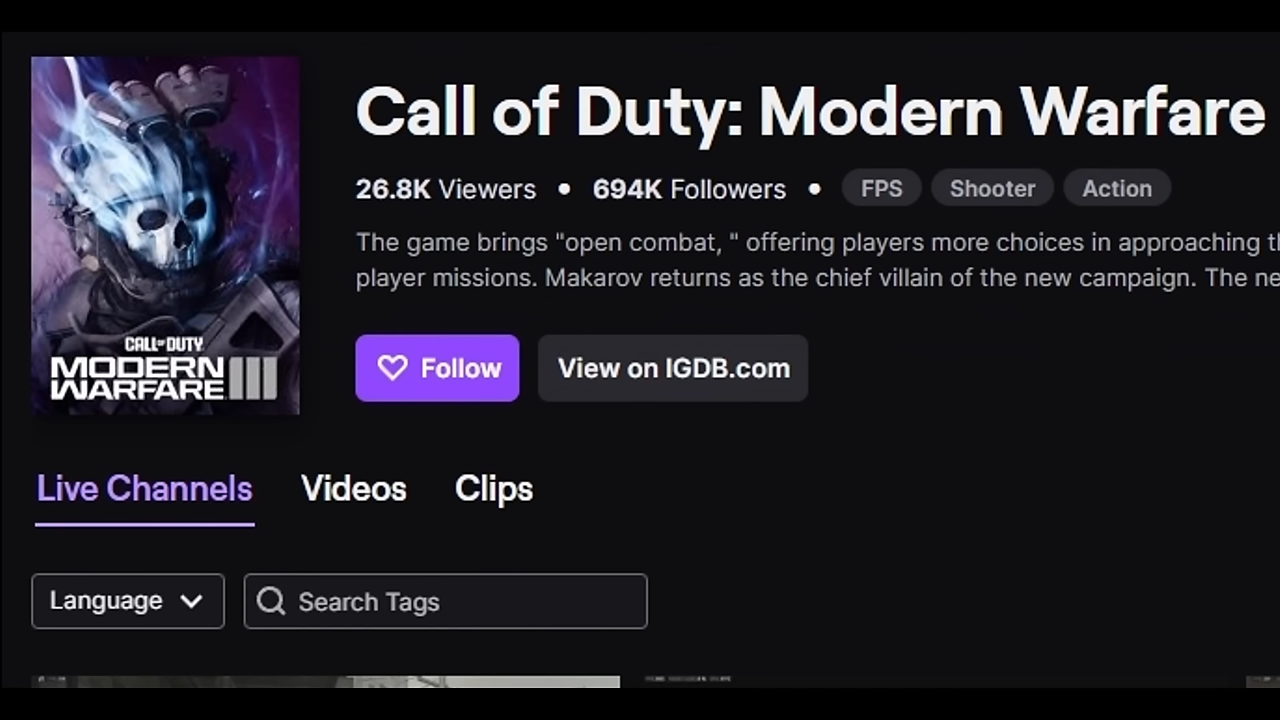 Call of Duty: Modern Warfare
26.8K Viewers • 694K Followers • FPS Shooter Action
The game brings "open combat, " offering players more choices in approaching
player missions. Makarov returns as the chief villain of the new campaign. The
CALL OF DUTY
MODERN
WARFARE III
Follow View on IGDB.com
Live Channels Videos Clips
Language Search Tags